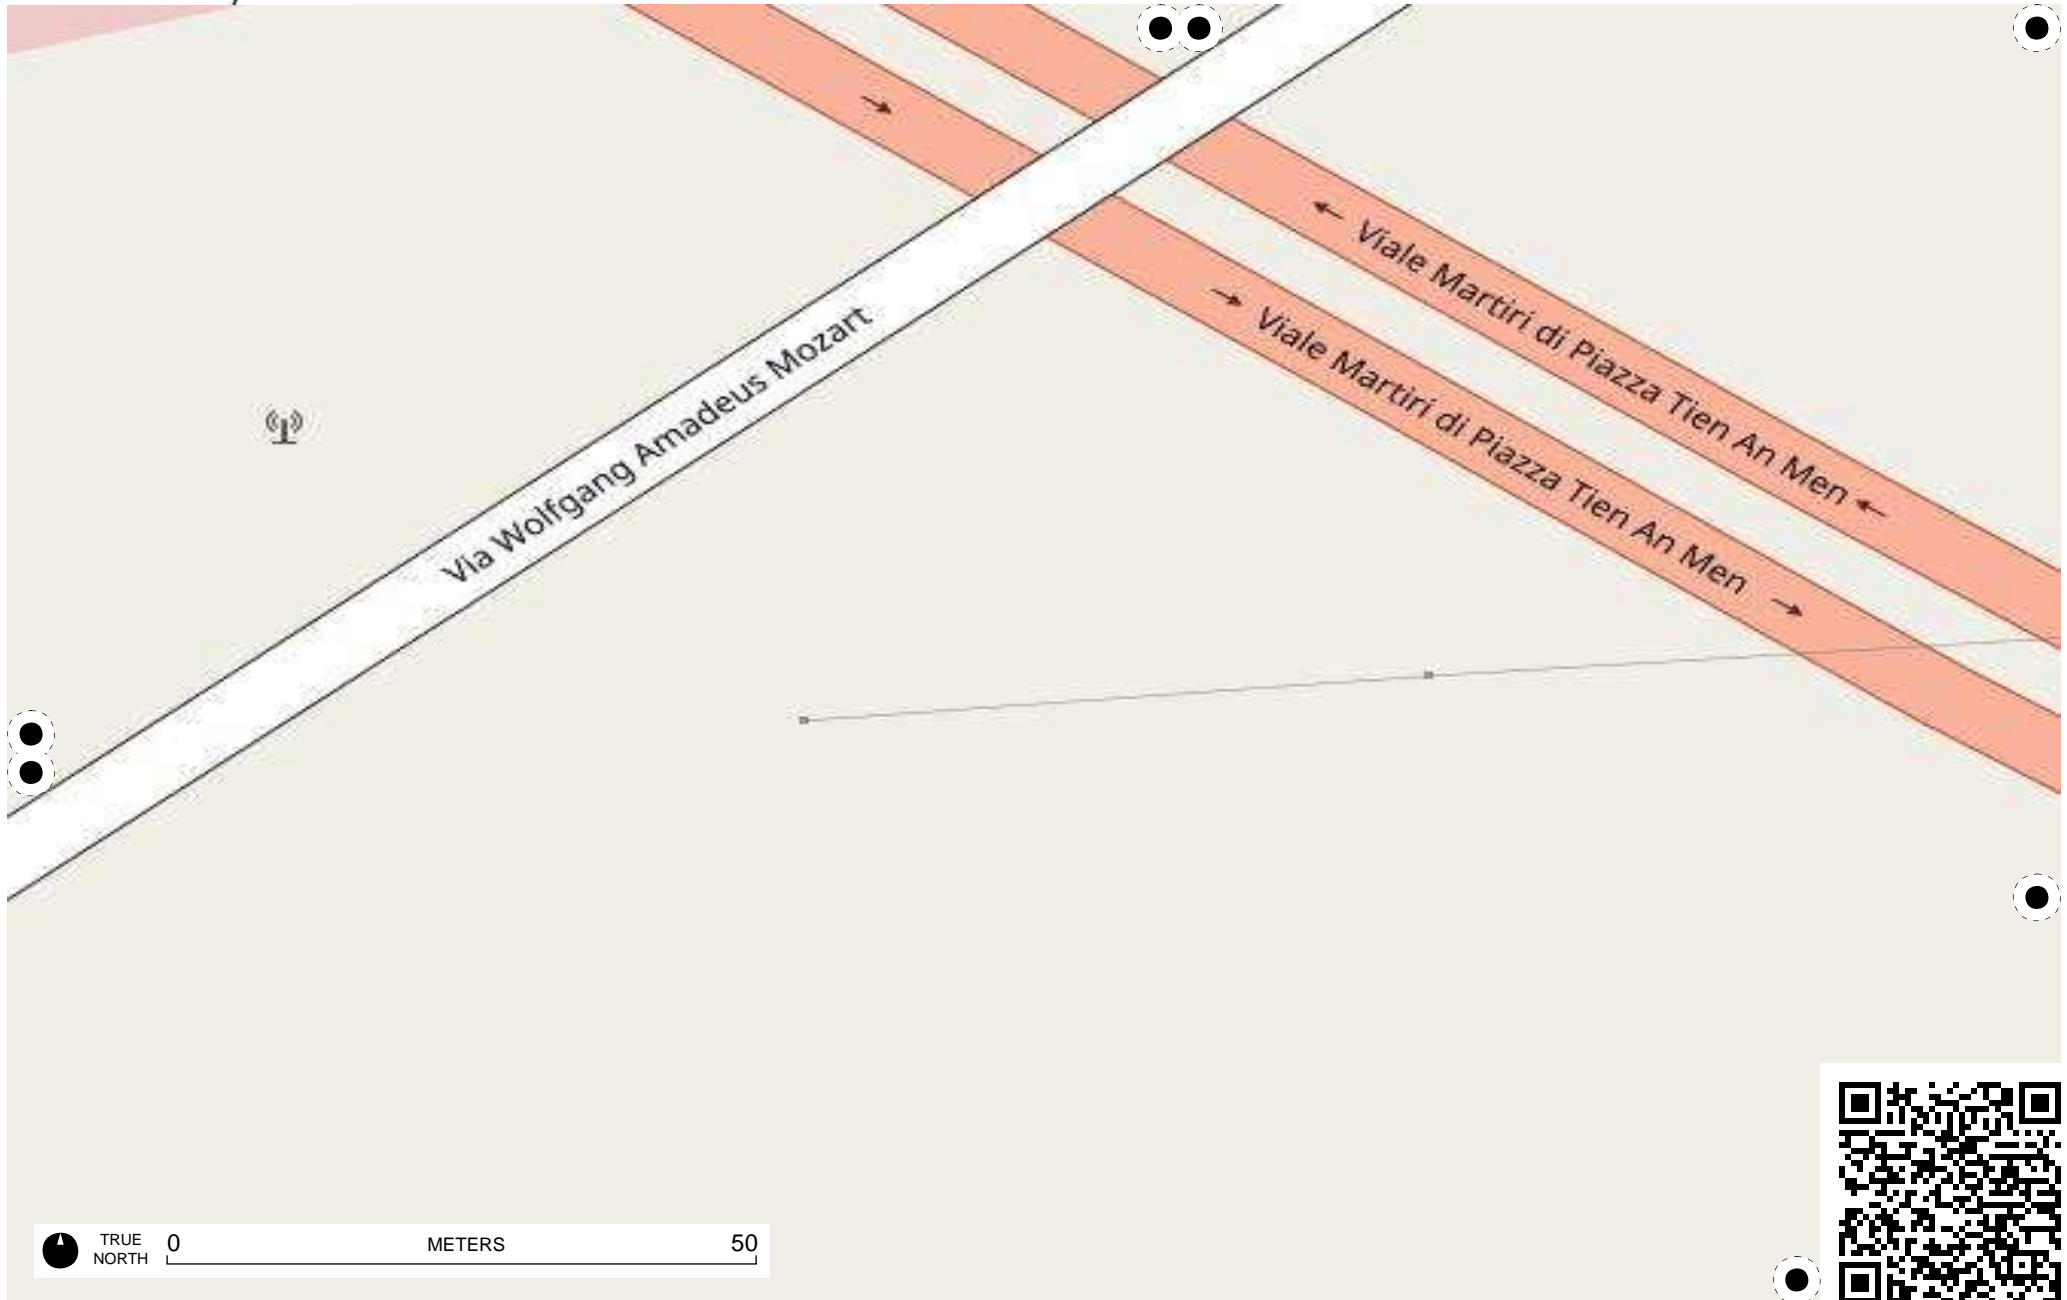 Viale Martiri di Piazza Tien An Men
Viale Martiri di Piazza Tien An Men
Via Wolfgang Amadeus Mozart
TRUE
NORTH
0 METERS 50